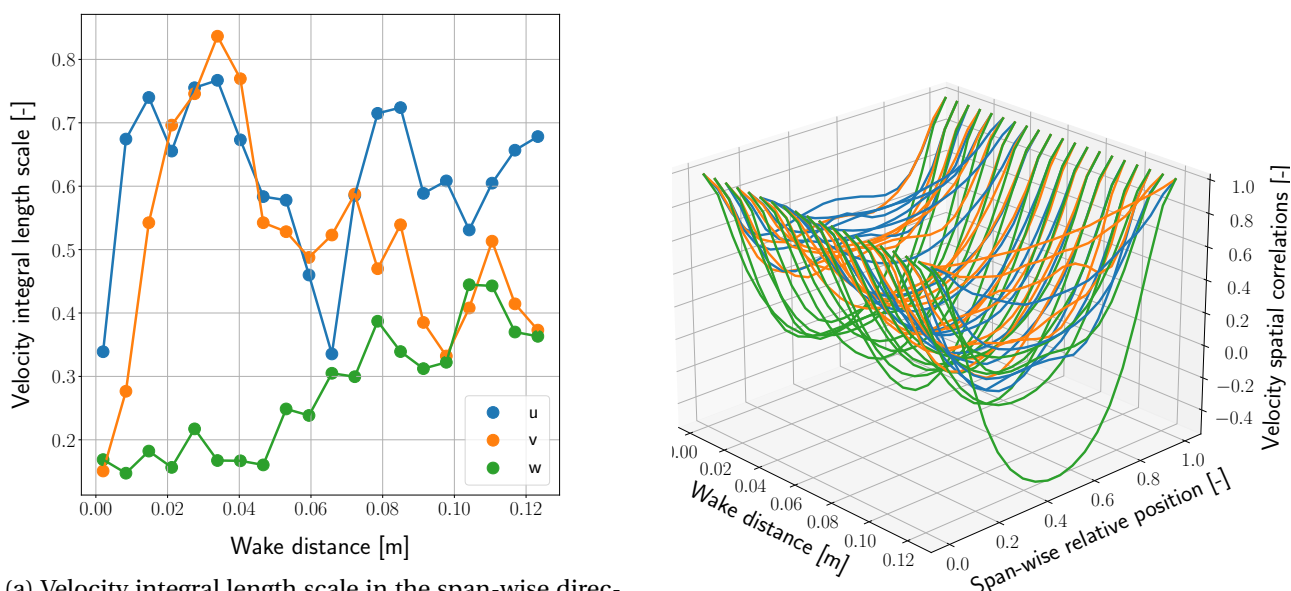 Velocity integral length scale [-]
0.8
0.7
0.6
0.5
0.4
0.3
0.2
0.00 0.02 0.04 0.06 0.08 0.10 0.12
Wake distance [m]
u
v
w
(a) Velocity integral length scale in the span-wise direc-
1.0
0.8
0.6
0.4
0.2
0.0
−0.2
−0.4
Velocity spatial correlations [-]
.00
0.02
0.04
0.06
0.08
0.10
0.12
Wake distance [m]
0.0
0.2
0.4
0.6
0.8
1.0
Span-wise relative position [-]